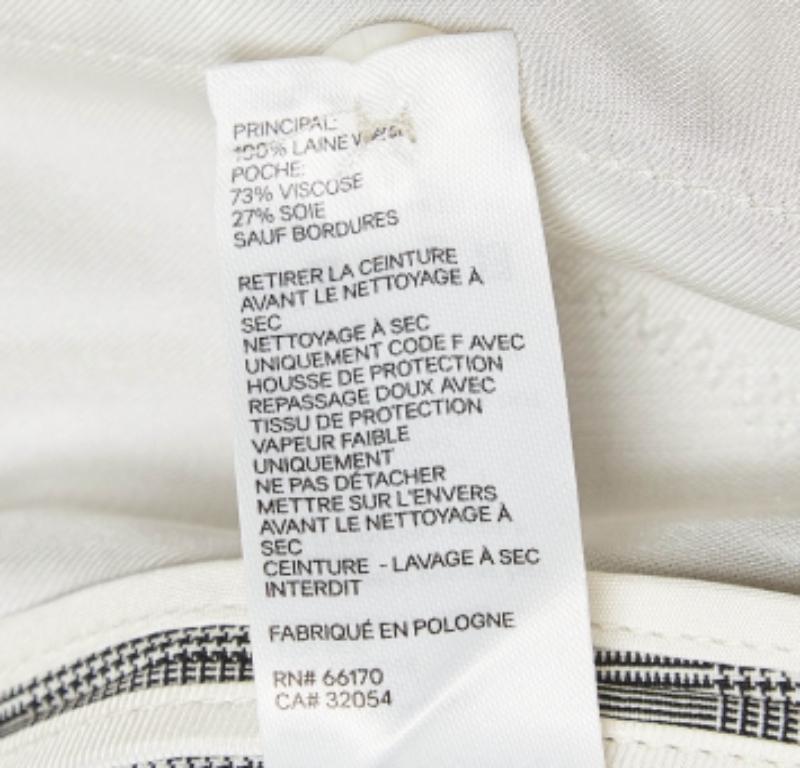 PRINCIPAL:
100% LAINE
POCHE:
73% VISCOSE
27% SOIE
SAUF BORDURES
RETIRER LA CEINTURE
AVANT LE NETTOYAGE À
SEC
NETTOYAGE À SEC
UNIQUEMENT CODE F AVEC
HOUSSE DE PROTECTION
REPASSAGE DOUX AVEC
TISSU DE PROTECTION
VAPEUR FAIBLE
UNIQUEMENT
NE PAS DÉTACHER
METTRE SUR L'ENVERS
AVANT LE NETTOYAGE À
SEC
CEINTURE - LAVAGE À SEC
INTERDIT
FABRIQUÉ EN POLOGNE
RN# 66170
CA# 32054